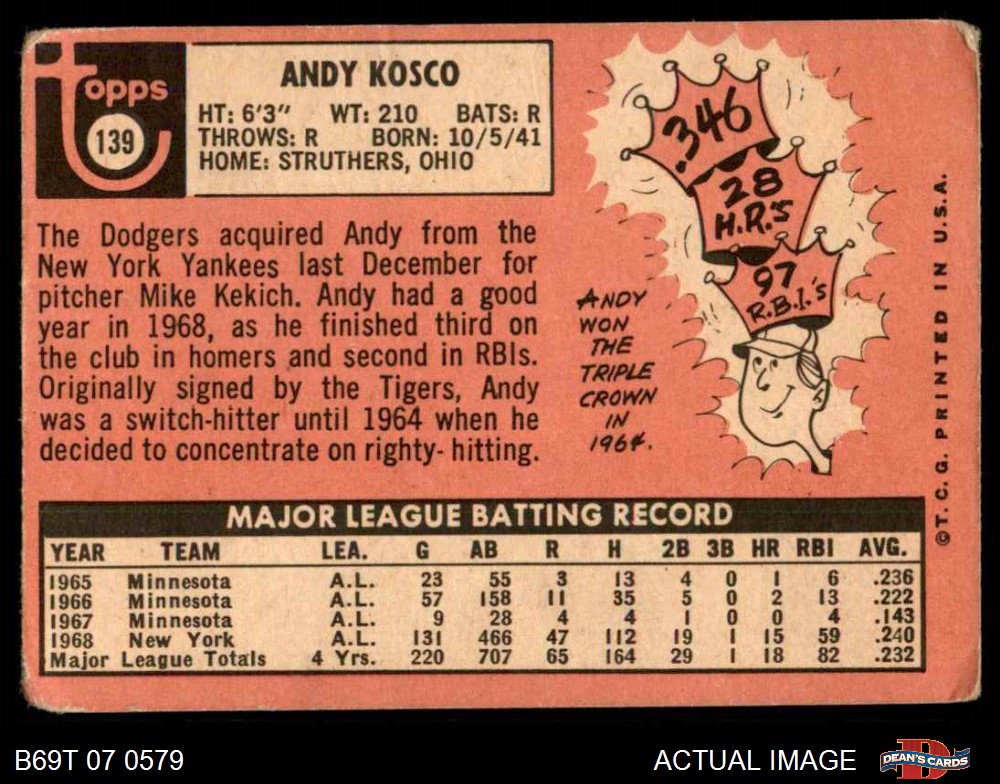 topps
139
ANDY KOSCO
HT: 6'3" WT: 210 BATS: R
THROWS: R BORN: 10/5/41
HOME: STRUTHERS, OHIO
The Dodgers acquired Andy from the
New York Yankees last December for
pitcher Mike Kekich. Andy had a good
year in 1968, as he finished third on
the club in homers and second in RBIs.
Originally signed by the Tigers, Andy
was a switch-hitter until 1964 when he
decided to concentrate on righty- hitting.
.346
28
H.R.'S
97
R.B.I.'s
ANDY
WON
THE
TRIPLE
CROWN
IN
1964.
©T. C. G. PRINTED IN U.S.A.
MAJOR LEAGUE BATTING RECORD
YEAR TEAM LEA. G AB R H 2B 3B HR RBI AVG.
1965 Minnesota A.L. 23 55 3 13 4 0 1 6 .236
1966 Minnesota A.L. 57 158 11 35 5 0 2 13 .222
1967 Minnesota A.L. 9 28 4 4 1 0 0 4 .143
1968 New York A.L. 131 466 47 112 19 1 15 59 .240
Major League Totals 4 Yrs. 220 707 65 164 29 1 18 82 .232
B69T 07 0579
ACTUAL IMAGE
D
DEAN'S CARDS